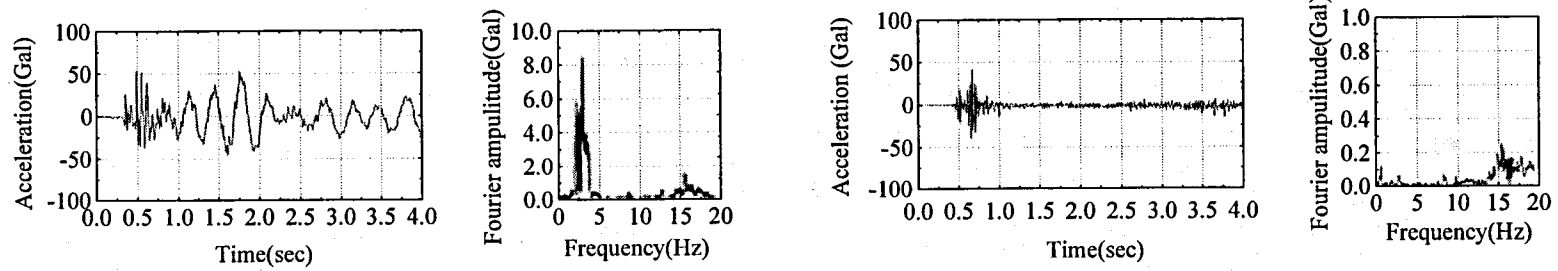 Acceleration(Gal)
100
50
0
-50
-100
0.0 0.5 1.0 1.5 2.0 2.5 3.0 3.5 4.0
Time(sec)
Fourier ampulitude(Gal)
10.0
8.0
6.0
4.0
2.0
0.0
0 5 10 15 20
Frequency(Hz)
Acceleration (Gal)
100
50
0
-50
-100
0.0 0.5 1.0 1.5 2.0 2.5 3.0 3.5 4.0
Time(sec)
Fourier ampulitude(Gal)
1.0
0.8
0.6
0.4
0.2
0.0
0 5 10 15 20
Frequency(Hz)